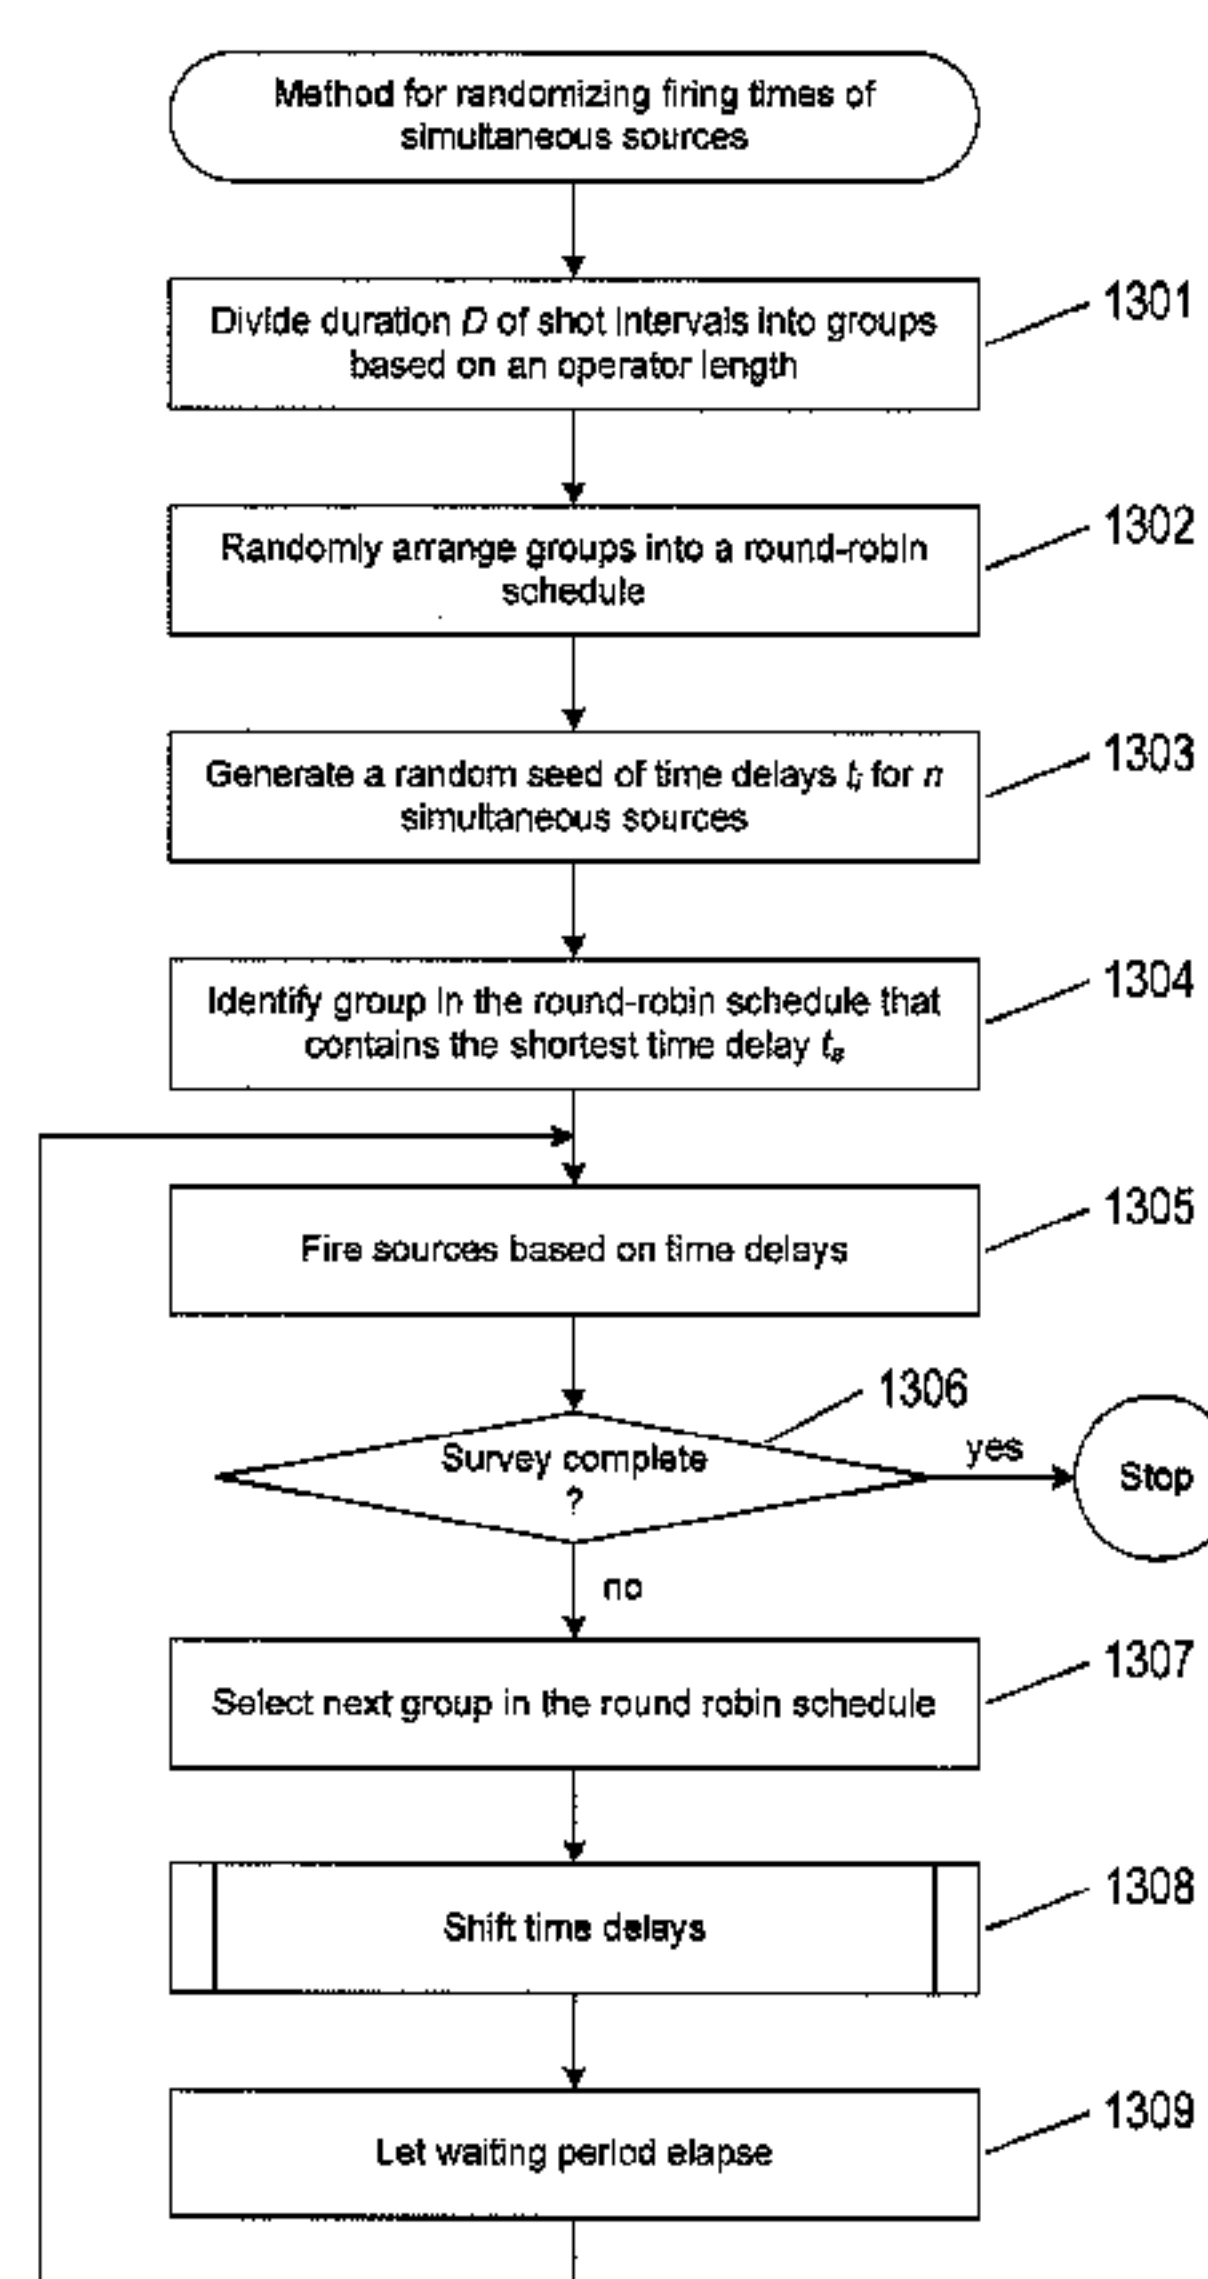 Method for randomizing firing times of
simultaneous sources
1301
Divide duration D of shot intervals into groups
based on an operator length
1302
Randomly arrange groups into a round-robin
schedule
1303
Generate a random seed of time delays tᵢ for n
simultaneous sources
1304
Identify group in the round-robin schedule that
contains the shortest time delay tₛ
1305
Fire sources based on time delays
1306
Survey complete
?
yes
Stop
no
1307
Select next group in the round robin schedule
1308
Shift time delays
1309
Let waiting period elapse